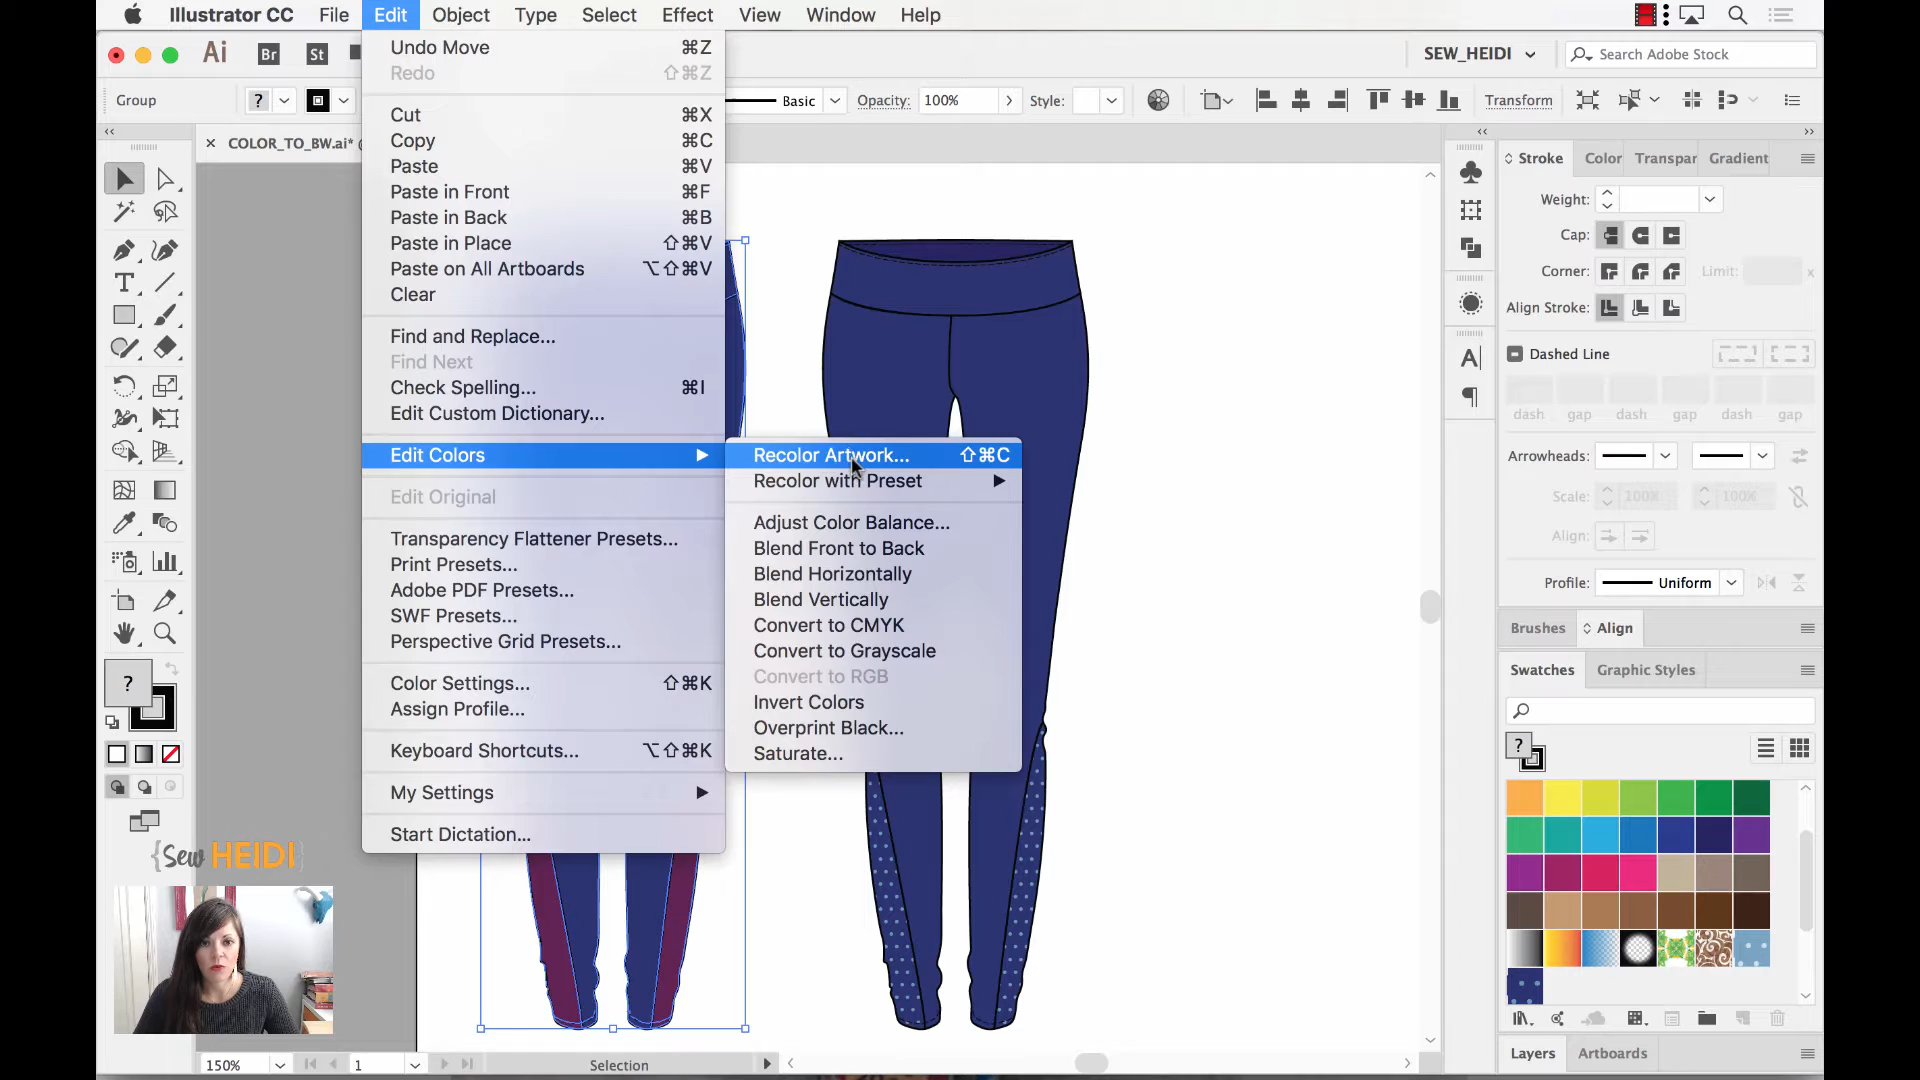 Illustrator CC File Edit Object Type Select Effect View Window Help
Ai Br St SEW_HEIDI Search Adobe Stock
Group ? Basic Opacity: 100% Style: Transform
COLOR_TO_BW.ai*
Undo Move ⌘Z
Redo ⇧⌘Z
Cut ⌘X
Copy ⌘C
Paste ⌘V
Paste in Front ⌘F
Paste in Back ⌘B
Paste in Place ⇧⌘V
Paste on All Artboards ⌥⇧⌘V
Clear
Find and Replace...
Find Next
Check Spelling... ⌘I
Edit Custom Dictionary...
Edit Colors
Edit Original
Transparency Flattener Presets...
Print Presets...
Adobe PDF Presets...
SWF Presets...
Perspective Grid Presets...
Color Settings... ⇧⌘K
Assign Profile...
Keyboard Shortcuts... ⌥⇧⌘K
My Settings
Start Dictation...
Recolor Artwork... ⇧⌘C
Recolor with Preset
Adjust Color Balance...
Blend Front to Back
Blend Horizontally
Blend Vertically
Convert to CMYK
Convert to Grayscale
Convert to RGB
Invert Colors
Overprint Black...
Saturate...
Stroke Color Transpar Gradient
Weight:
Cap:
Corner: Limit: x
Align Stroke:
Dashed Line
dash gap dash gap dash gap
Arrowheads:
Scale: 100% 100%
Align:
Profile: Uniform
Brushes Align
Swatches Graphic Styles
?
Layers Artboards
?
{Sew HEIDI}
150% 1 Selection